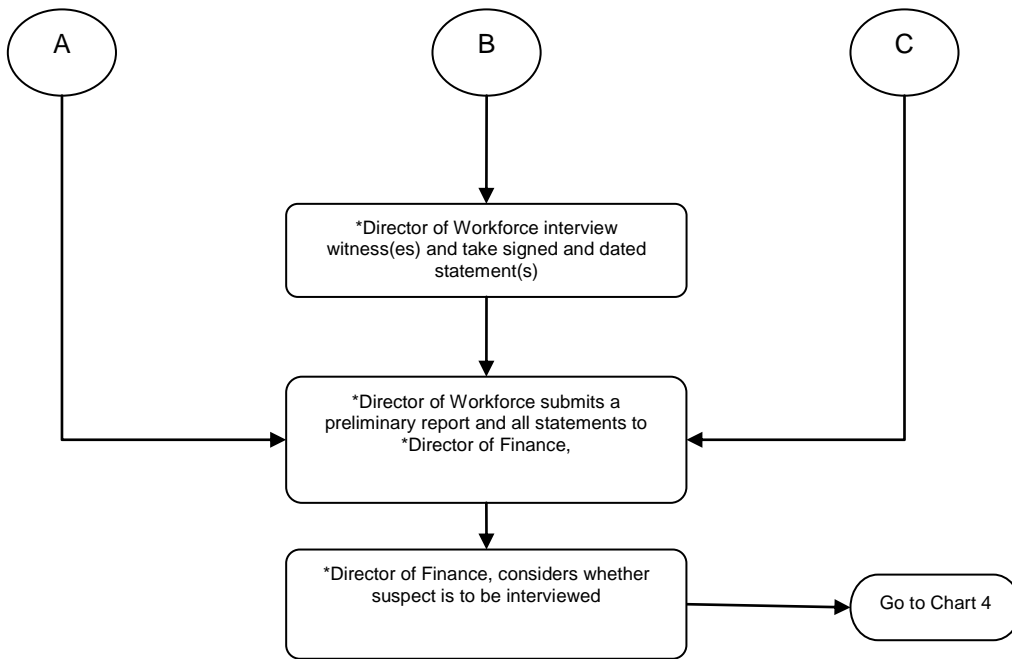 A
B
C
*Director of Workforce interview
witness(es) and take signed and dated
statement(s)
*Director of Workforce submits a
preliminary report and all statements to
*Director of Finance,
*Director of Finance, considers whether
suspect is to be interviewed
Go to Chart 4